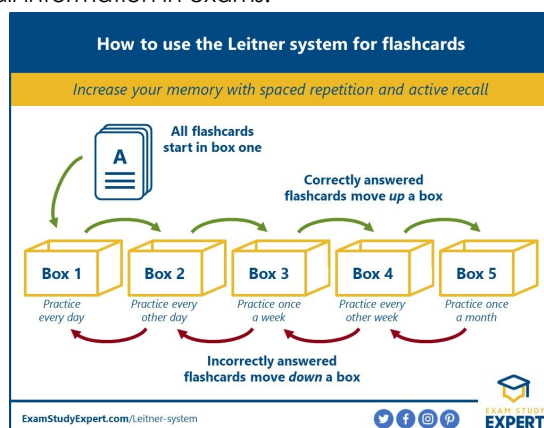 information in exams.
How to use the Leitner system for flashcards
Increase your memory with spaced repetition and active recall
All flashcards
start in box one
A
Correctly answered
flashcards move up a box
Box 1
Box 2
Box 3
Box 4
Box 5
Practice
every day
Practice every
other day
Practice once
a week
Practice every
other week
Practice once
a month
Incorrectly answered
flashcards move down a box
ExamStudyExpert.com/Leitner-system
EXAM STUDY
EXPERT